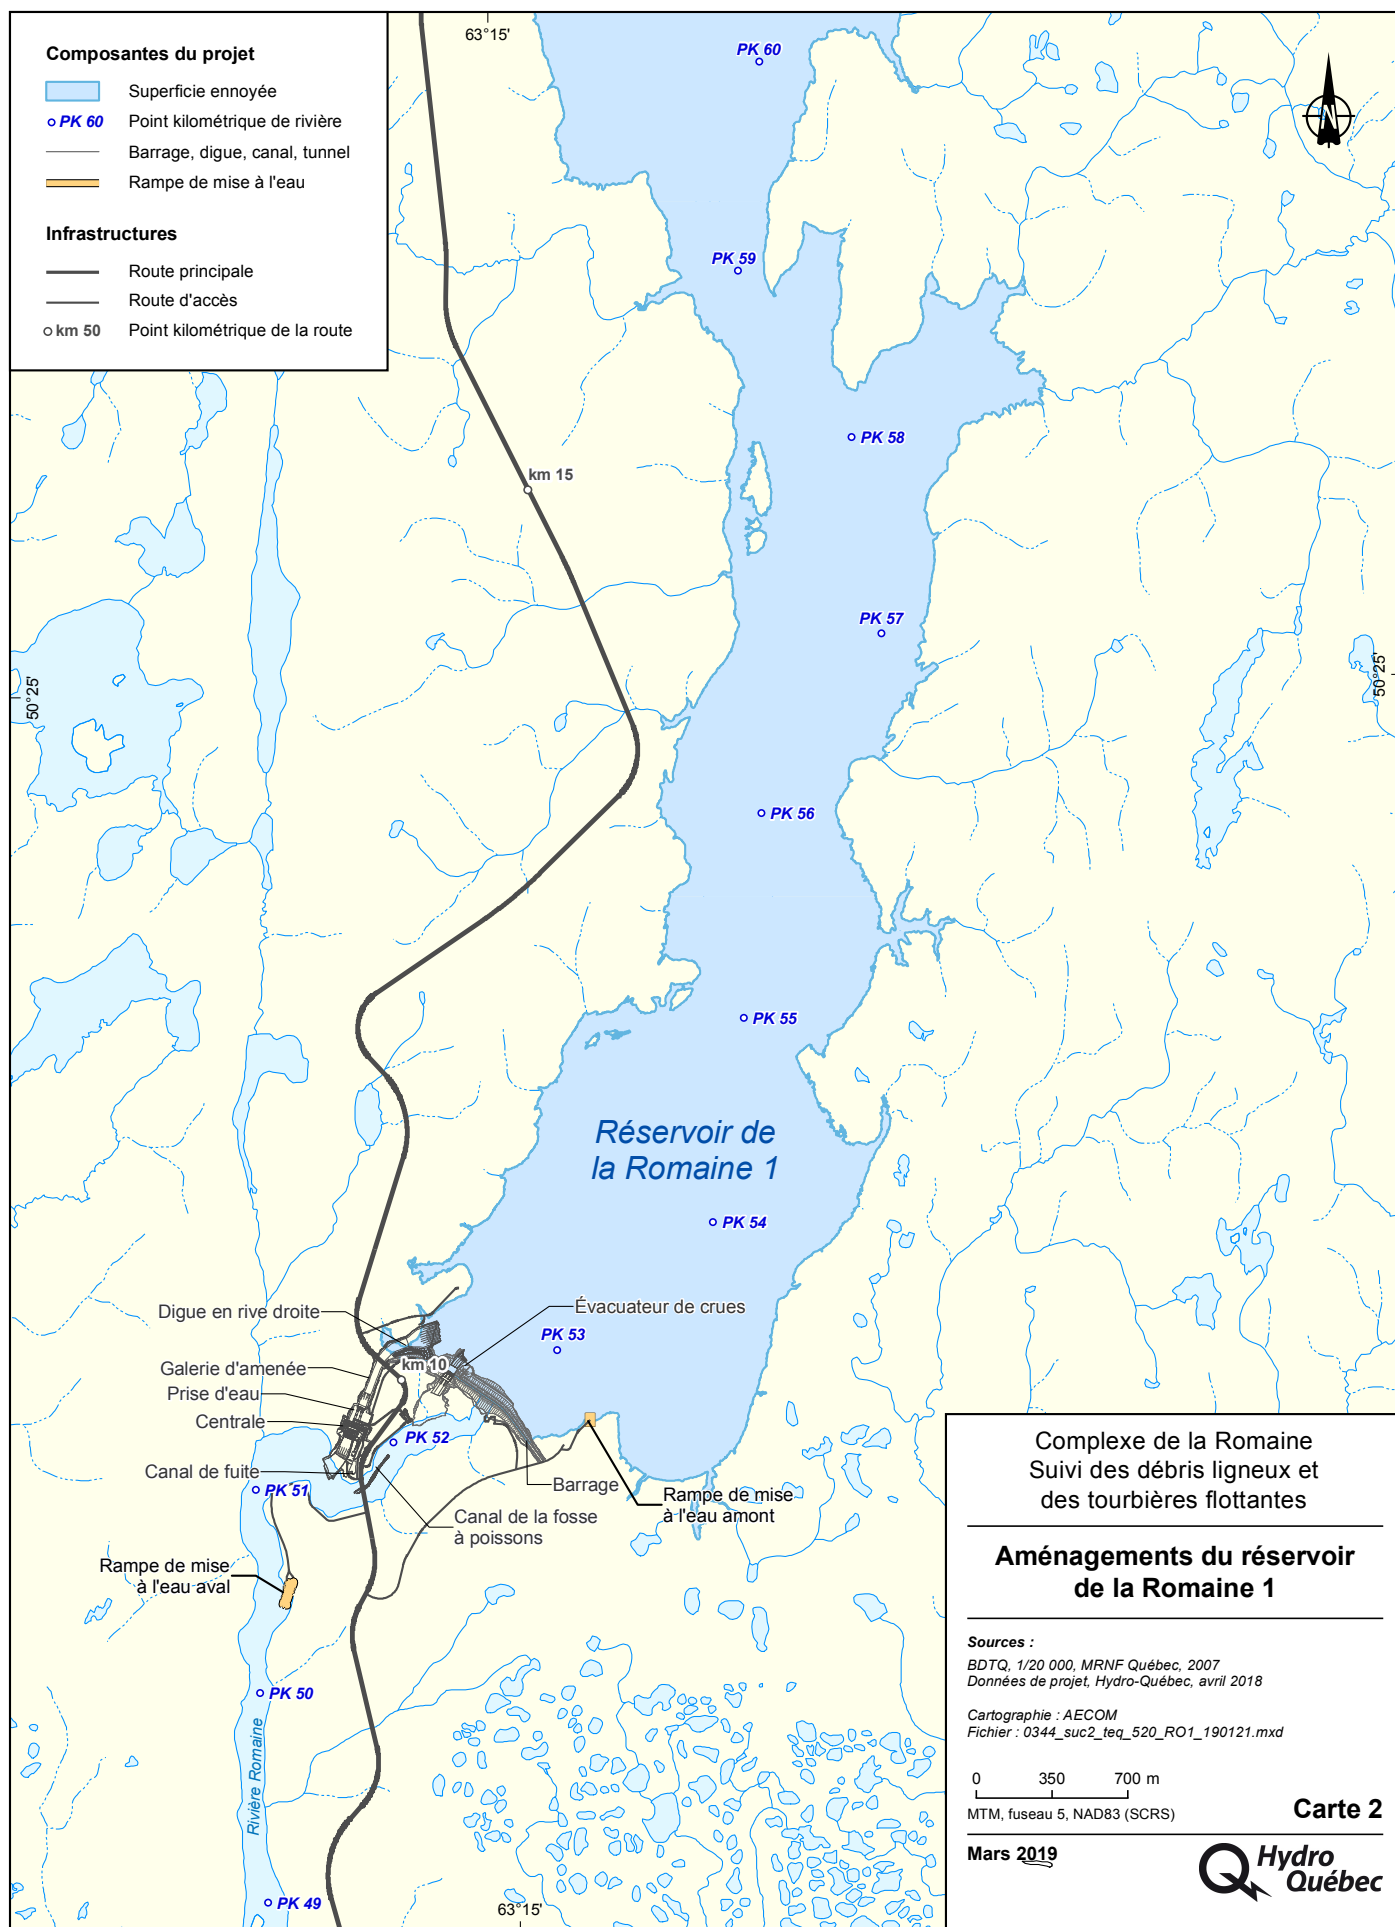 Composantes du projet
Superficie ennoyée
PK 60 Point kilométrique de rivière
Barrage, digue, canal, tunnel
Rampe de mise à l'eau
Infrastructures
Route principale
Route d'accès
km 50 Point kilométrique de la route
63°15'
PK 60
N
PK 59
PK 58
km 15
PK 57
50°25'
50°25'
PK 56
PK 55
Réservoir de
la Romaine 1
PK 54
Digue en rive droite
Évacuateur de crues
PK 53
Galerie d'amenée
km 10
Prise d'eau
Centrale
PK 52
Canal de fuite
PK 51
Barrage
Rampe de mise
à l'eau amont
Canal de la fosse
à poissons
Rampe de mise
à l'eau aval
PK 50
Rivière Romaine
PK 49
63°15'
Complexe de la Romaine
Suivi des débris ligneux et
des tourbières flottantes
Aménagements du réservoir
de la Romaine 1
Sources :
BDTQ, 1/20 000, MRNF Québec, 2007
Données de projet, Hydro-Québec, avril 2018
Cartographie : AECOM
Fichier : 0344_suc2_teq_520_RO1_190121.mxd
0 350 700 m
MTM, fuseau 5, NAD83 (SCRS)
Carte 2
Mars 2019
Hydro
Québec